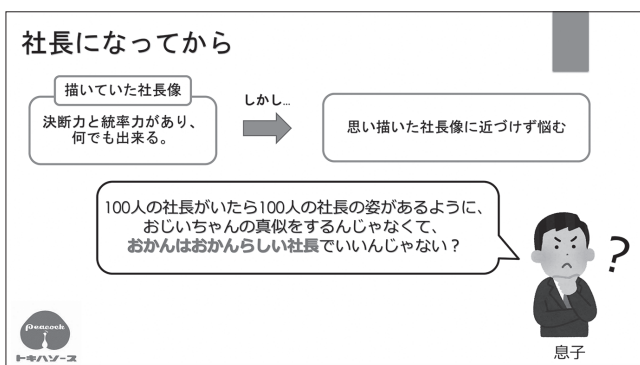 社長になってから
描いていた社長像
決断力と統率力があり、
何でも出来る。
しかし…
思い描いた社長像に近づけず悩む
100人の社長がいたら100人の社長の姿があるように、
おじいちゃんの真似をするんじゃなくて、
おかんはおかんらしい社長でいいんじゃない？
?
息子
Peacock
トキハソース